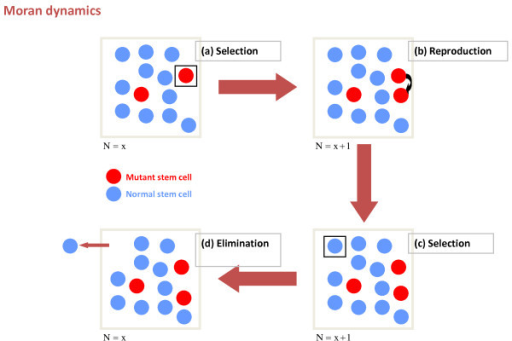 Moran dynamics
(a) Selection
(b) Reproduction
N = x
N = x+1
Mutant stem cell
Normal stem cell
(d) Elimination
(c) Selection
N = x
N = x+1